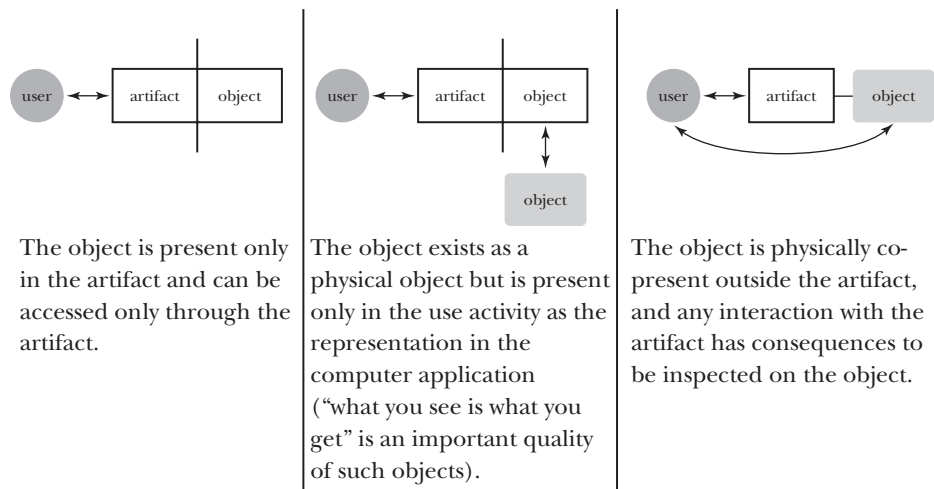 user
artifact
object
The object is present only
in the artifact and can be
accessed only through the
artifact.
user
artifact
object
object
The object exists as a
physical object but is present
only in the use activity as the
representation in the
computer application
(“what you see is what you
get” is an important quality
of such objects).
user
artifact
object
The object is physically co-
present outside the artifact,
and any interaction with the
artifact has consequences to
be inspected on the object.